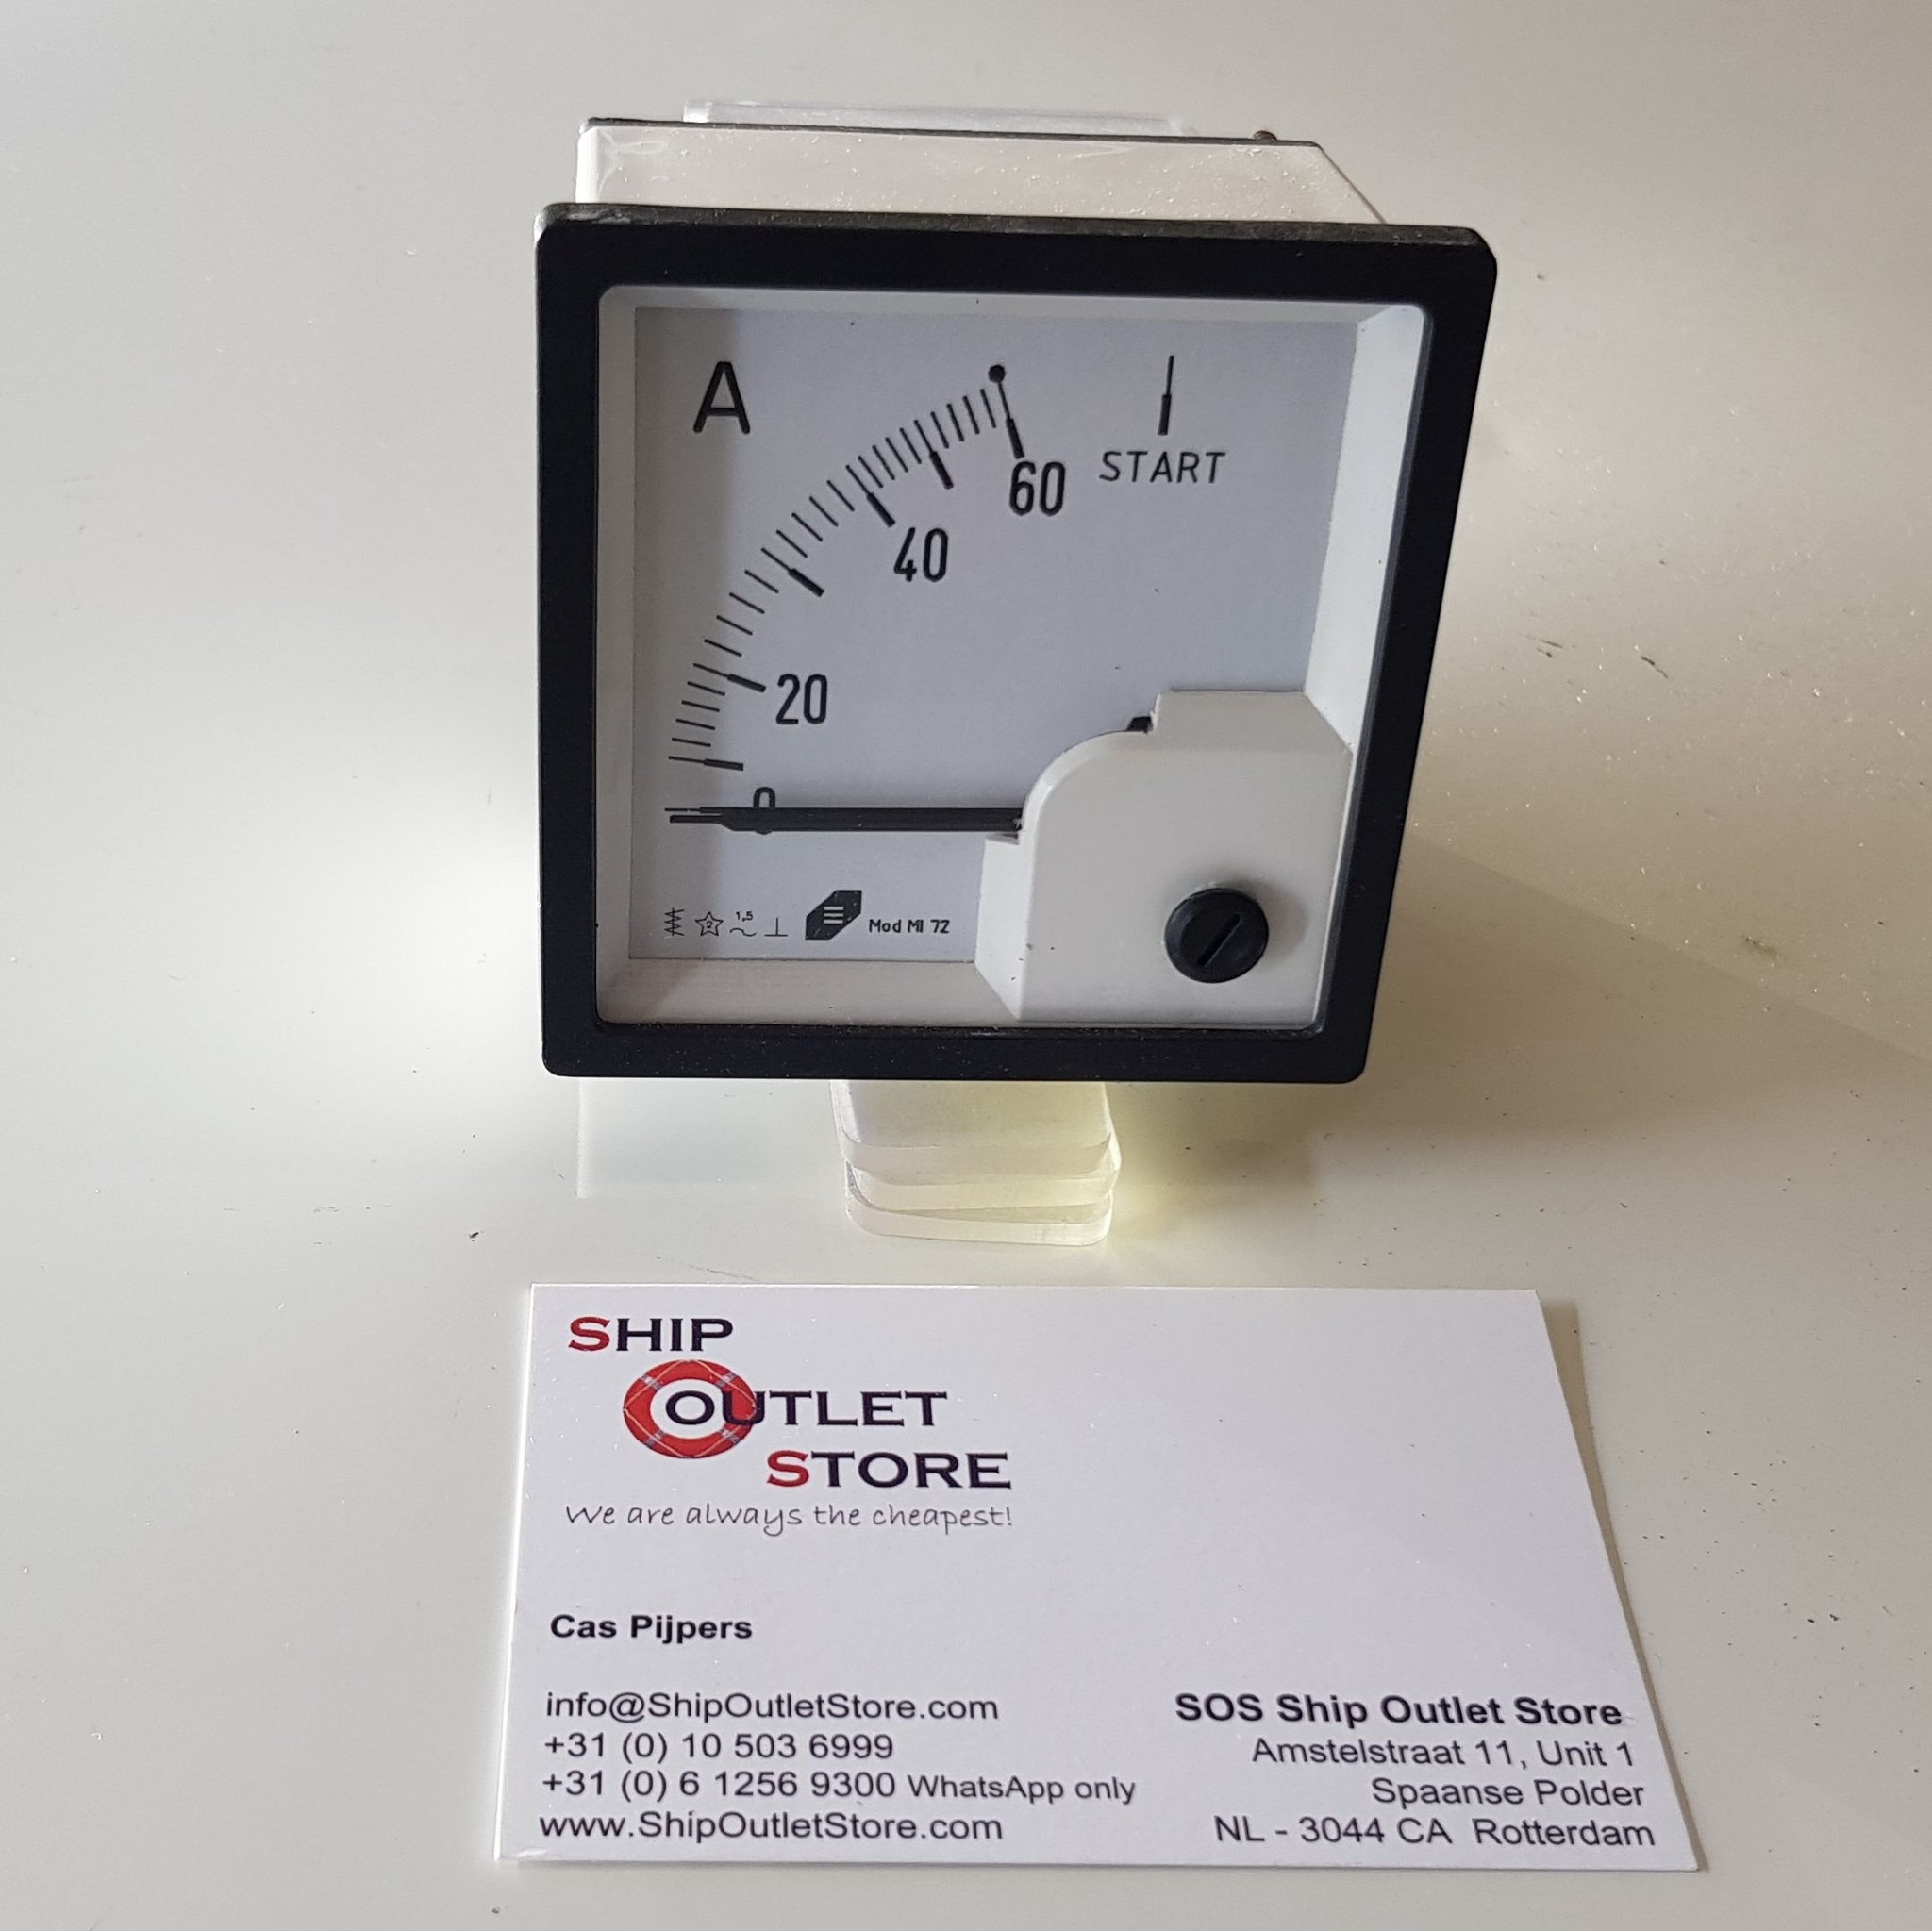 A
START
60
40
20
0
2
1,5
Mod MI 72
SHIP
OUTLET
STORE
We are always the cheapest!
Cas Pijpers
info@ShipOutletStore.com
+31 (0) 10 503 6999
+31 (0) 6 1256 9300 WhatsApp only
www.ShipOutletStore.com
SOS Ship Outlet Store
Amstelstraat 11, Unit 1
Spaanse Polder
NL - 3044 CA Rotterdam